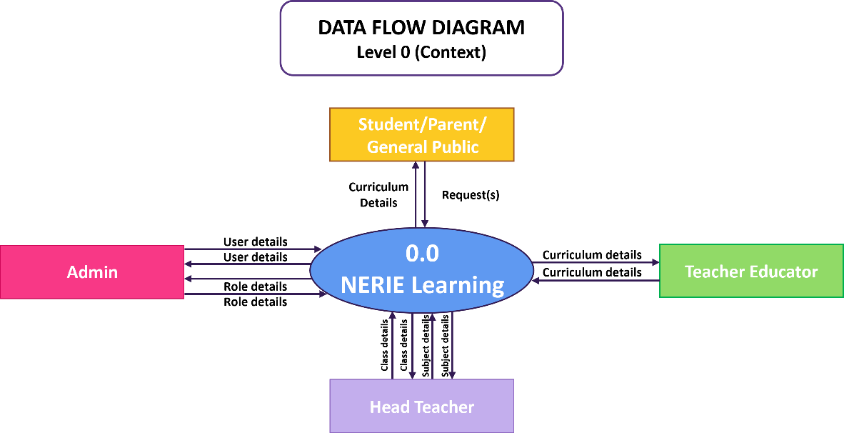 DATA FLOW DIAGRAM
Level 0 (Context)
Student/Parent/
General Public
Curriculum
Details
Request(s)
User details
User details
Role details
Role details
Admin
0.0
NERIE Learning
Curriculum details
Curriculum details
Teacher Educator
Class details
Class details
Subject details
Subject details
Head Teacher